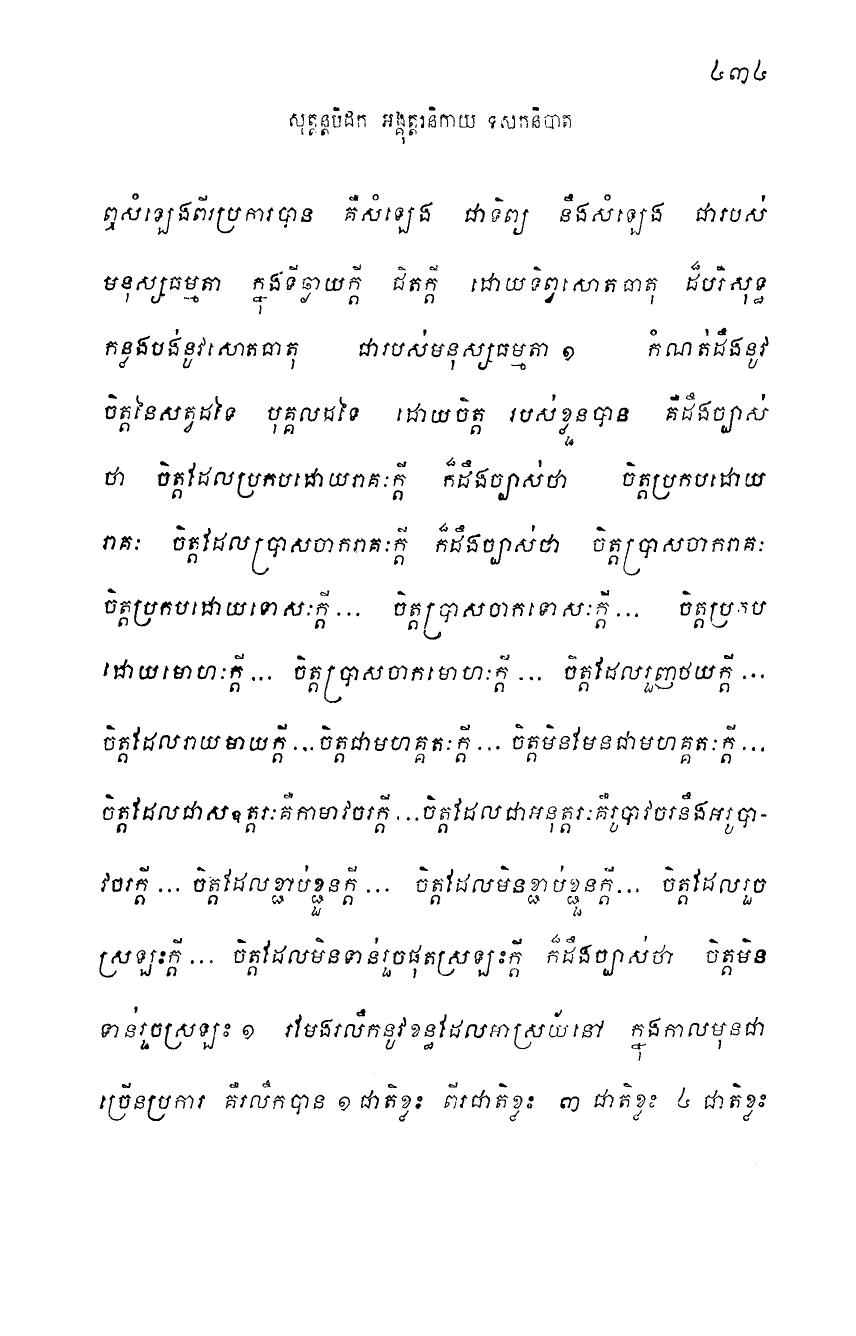 ៤៣៤
សុត្តន្តបិដក អង្គុត្តរនិកាយ ទសកនិបាត
ឮសំឡេងពីរប្រការបាន គឺសំឡេង ជាទិព្យ នឹងសំឡេង ជារបស់
មនុស្សធម្មតា ក្នុងទីឆ្ងាយក្តី ជិតក្តី ដោយទិព្វសោតធាតុ ដ៏បរិសុទ្ធ
កន្លងបង់នូវសោតធាតុ ជារបស់មនុស្សធម្មតា ១ កំណត់ដឹងនូវ
ចិត្តនៃសត្វដទៃ បុគ្គលដទៃ ដោយចិត្ត របស់ខ្លួនបាន គឺដឹងច្បាស់
ថា ចិត្តដែលប្រកបដោយរាគៈក្តី ក៏ដឹងច្បាស់ថា ចិត្តប្រកបដោយ
រាគៈ ចិត្តដែលប្រាសចាករាគៈក្តី ក៏ដឹងច្បាស់ថា ចិត្តប្រាសចាករាគៈ
ចិត្តប្រកបដោយទោសៈក្តី... ចិត្តប្រាសចាកទោសៈក្តី... ចិត្តប្រកប
ដោយមោហៈក្តី... ចិត្តប្រាសចាកមោហៈក្តី ... ចិត្តដែលរួញថយក្តី ...
ចិត្តដែលរាយមាយក្តី ...ចិត្តជាមហគ្គតៈក្តី ... ចិត្តមិនមែនជាមហគ្គតៈក្តី ...
ចិត្តដែលជាសឧត្តរៈគឺកាមាវចរក្តី ...ចិត្តដែលជាអនុត្តរៈគឺរូបាវចរនឹងអរូបា-
វចរក្តី ... ចិត្តដែលខ្ជាប់ខ្ជួនក្តី ... ចិត្តដែលមិនខ្ជាប់ខ្ជួនក្តី... ចិត្តដែលរួច
ស្រឡះក្តី ... ចិត្តដែលមិនទាន់រួចផុតស្រឡះក្តី ក៏ដឹងច្បាស់ថា ចិត្តមិន
ទាន់រួចស្រឡះ ១ រមែងរលឹកនូវខន្ធដែលអាស្រ័យនៅ ក្នុងកាលមុនជា
ច្រើនប្រការ គឺរលឹកបាន ១ ជាតិខ្លះ ពីរជាតិខ្លះ ៣ ជាតិខ្លះ ៤ ជាតិខ្លះ